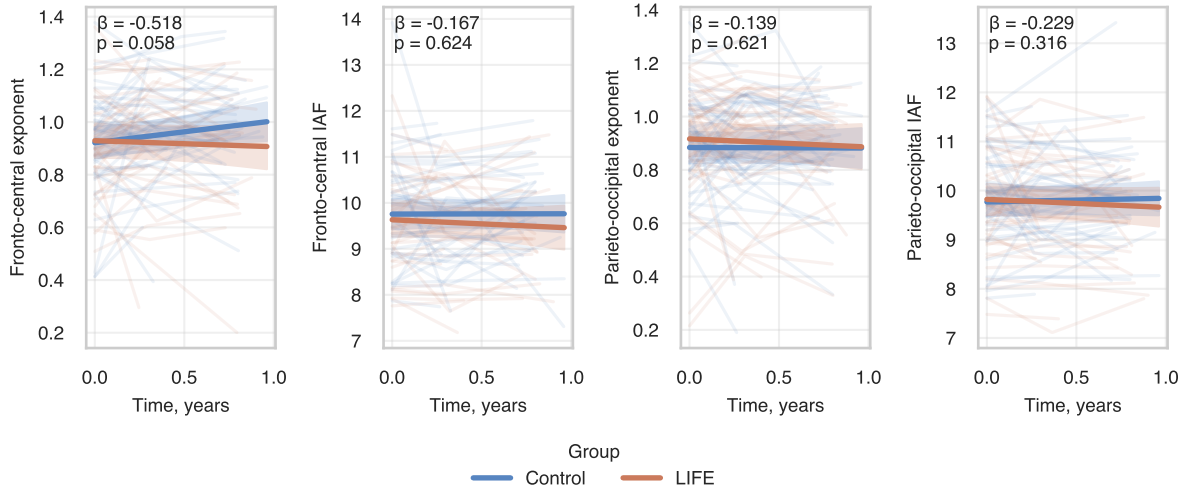 Fronto-central exponent
1.4
1.2
1.0
0.8
0.6
0.4
0.2
β = -0.518
p = 0.058
0.0 0.5 1.0
Time, years
Fronto-central IAF
14
13
12
11
10
9
8
7
β = -0.167
p = 0.624
0.0 0.5 1.0
Time, years
Parieto-occipital exponent
1.4
1.2
1.0
0.8
0.6
0.4
0.2
β = -0.139
p = 0.621
0.0 0.5 1.0
Time, years
Parieto-occipital IAF
13
12
11
10
9
8
7
β = -0.229
p = 0.316
0.0 0.5 1.0
Time, years
Group
Control LIFE